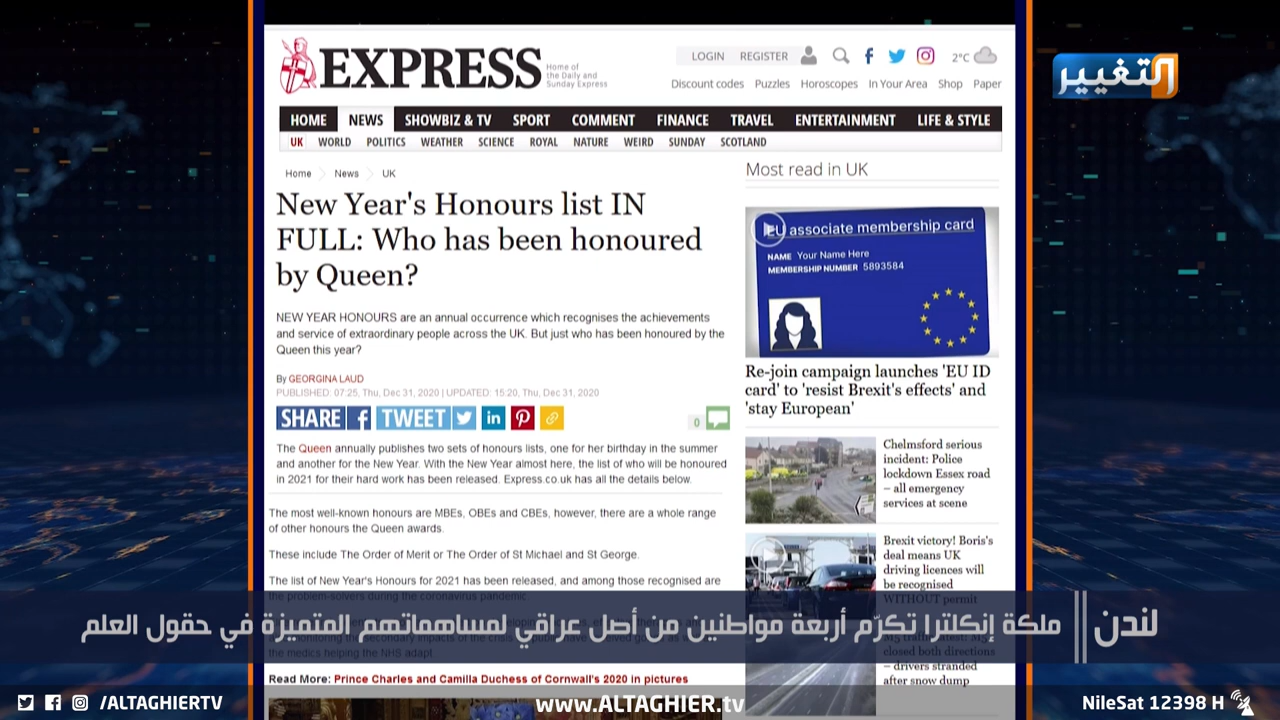 EXPRESS
Home of
the Daily and
Sunday Express
LOGIN REGISTER
2°C
Discount codes Puzzles Horoscopes In Your Area Shop Paper
التغيير
HOME NEWS SHOWBIZ & TV SPORT COMMENT FINANCE TRAVEL ENTERTAINMENT LIFE & STYLE
UK WORLD POLITICS WEATHER SCIENCE ROYAL NATURE WEIRD SUNDAY SCOTLAND
Home News UK
New Year's Honours list IN
FULL: Who has been honoured
by Queen?
NEW YEAR HONOURS are an annual occurrence which recognises the achievements
and service of extraordinary people across the UK. But just who has been honoured by the
Queen this year?
By GEORGINA LAUD
PUBLISHED: 07:25, Thu, Dec 31, 2020 | UPDATED: 15:20, Thu, Dec 31, 2020
SHARE TWEET
0
The Queen annually publishes two sets of honours lists, one for her birthday in the summer
and another for the New Year. With the New Year almost here, the list of who will be honoured
in 2021 for their hard work has been released. Express.co.uk has all the details below.
The most well-known honours are MBEs, OBEs and CBEs, however, there are a whole range
of other honours the Queen awards.
These include The Order of Merit or The Order of St Michael and St George.
The list of New Year's Honours for 2021 has been released, and among those recognised are
the problem-solvers during the coronavirus pandemic.
the medics helping the NHS adapt.
Read More: Prince Charles and Camilla Duchess of Cornwall's 2020 in pictures
Most read in UK
EU associate membership card
NAME Your Name Here
MEMBERSHIP NUMBER 5893584
Re-join campaign launches 'EU ID
card' to 'resist Brexit's effects' and
'stay European'
Chelmsford serious
incident: Police
lockdown Essex road
– all emergency
services at scene
Brexit victory! Boris's
deal means UK
driving licences will
be recognised
WITHOUT permit
closed both directions
– drivers stranded
after snow dump
لندن
ملكة إنكلترا تكرّم أربعة مواطنين من أصل عراقي لمساهماتهم المتميزة في حقول العلم
/ALTAGHIERTV
www.ALTAGHIER.tv
NileSat 12398 H